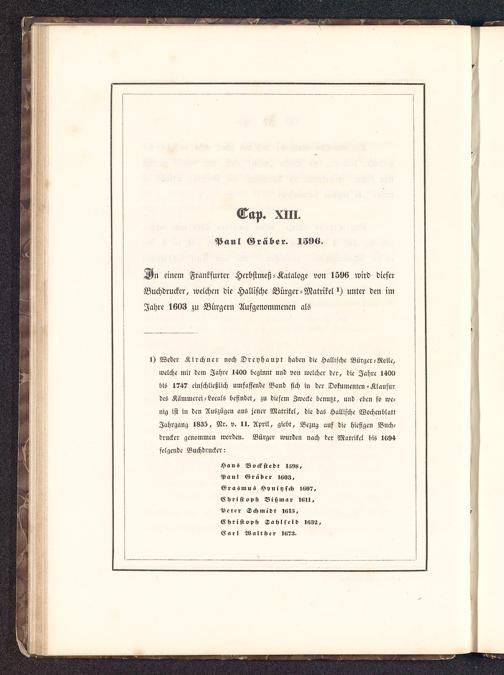 Cap. XIII.
Paul Gräber. 1596.
In einem Frankfurter Herbstmeß-Kataloge von 1596 wird dieser
Buchdrucker, welchen die Hallische Bürger-Matrikel 1) unter den im
Jahre 1603 zu Bürgern Aufgenommenen als
1) Weder Kirchner noch Dreyhaupt haben die Hallische Bürger-Rolle,
welche mit dem Jahre 1400 beginnt und von welcher der, die Jahre 1400
bis 1747 einschließlich umfassende Band sich in der Dokumenten-Klausur
des Kämmerei-Locals befindet, zu diesem Zwecke benutzt, und eben so we-
nig ist in den Auszügen aus jener Matrikel, die das Hallische Wochenblatt
Jahrgang 1835, Nr. v. 11. April, giebt, Bezug auf die hiesigen Buch-
drucker genommen worden. Bürger wurden nach der Matrikel bis 1694
folgende Buchdrucker:
Hans Bockstedt 1598,
Paul Gräber 1603,
Erasmus Hynitzsch 1607,
Christoph Bißmar 1611,
Peter Schmidt 1615,
Christoph Sahlfeld 1632,
Carl Walther 1673.